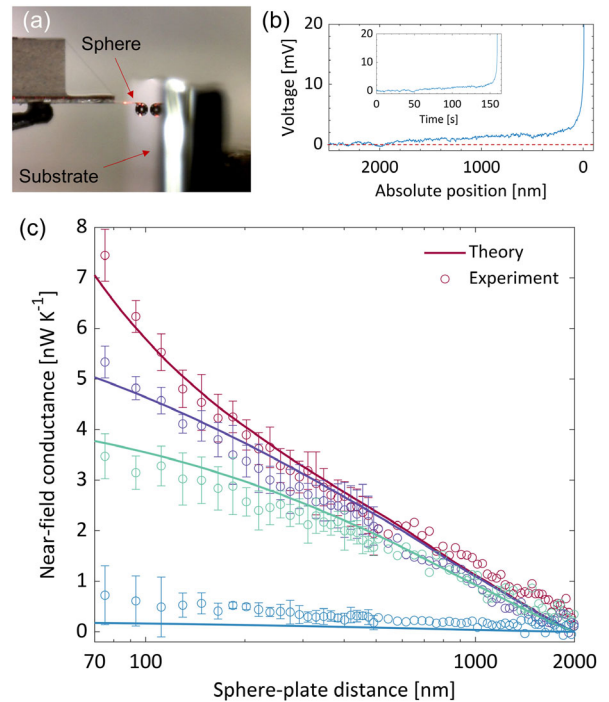 (a)
Sphere
Substrate
(b)
Voltage [mV]
20
10
0
20
10
0
0
50
100
150
Time [s]
2000
1000
0
Absolute position [nm]
(c)
Near-field conductance [nW K⁻¹]
8
7
6
5
4
3
2
1
0
Theory
Experiment
70
100
1000
2000
Sphere-plate distance [nm]